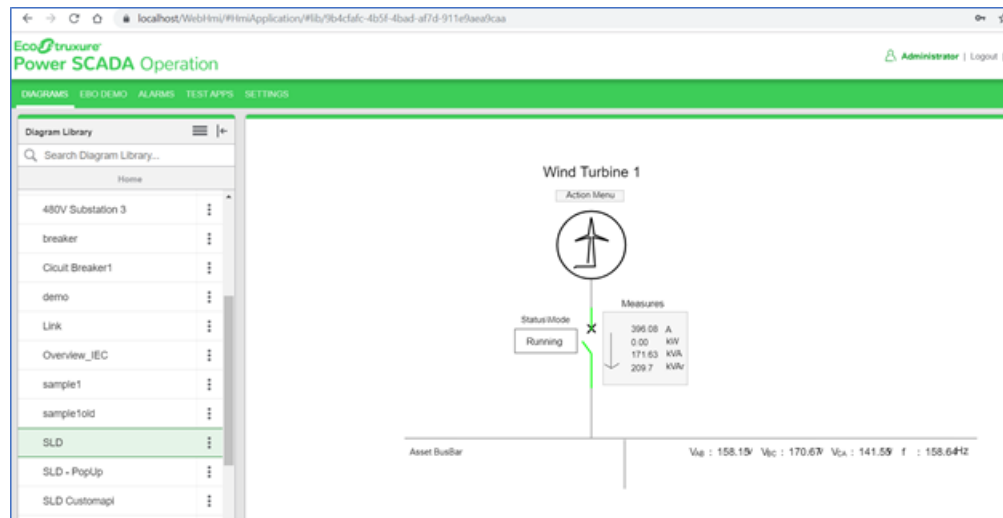 localhost/WebHmi/#HmiApplication/#lib/9b4cfafc-4b5f-4bad-af7d-911e9aea9caa
EcoStruxure
Power SCADA Operation
Administrator | Logout |
DIAGRAMS EBO DEMO ALARMS TEST APPS SETTINGS
Diagram Library
Search Diagram Library...
Home
480V Substation 3
breaker
Cicuit Breaker1
demo
Link
Overview_IEC
sample1
sample1old
SLD
SLD - PopUp
SLD Customapi
Wind Turbine 1
Action Menu
Measures
Status\Mode
Running
396.08 A
0.00 kW
171.63 kVA
209.7 kVAr
Asset BusBar
VAB : 158.15V VBC : 170.67V VCA : 141.59V f : 158.64HZ